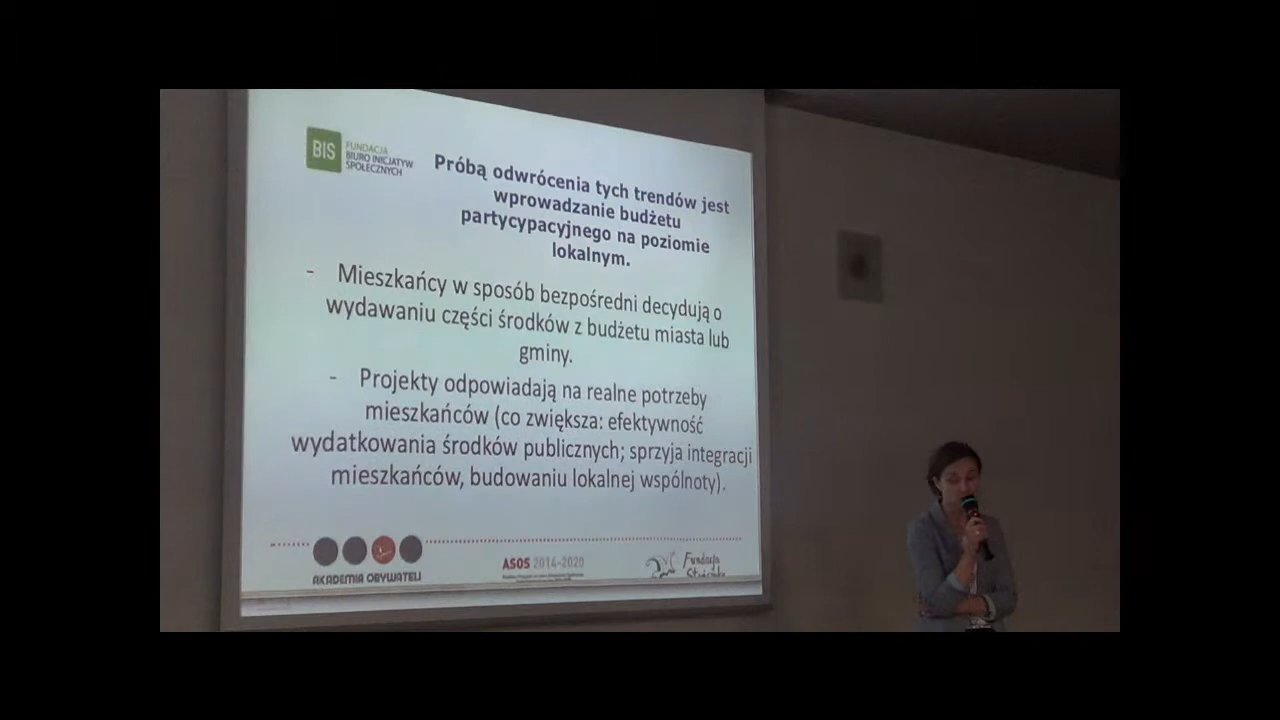 BIS
FUNDACJA
BIURO INICJATYW
SPOŁECZNYCH
Próbą odwrócenia tych trendów jest
wprowadzanie budżetu
partycypacyjnego na poziomie
lokalnym.
- Mieszkańcy w sposób bezpośredni decydują o
wydawaniu części środków z budżetu miasta lub
gminy.
- Projekty odpowiadają na realne potrzeby
mieszkańców (co zwiększa: efektywność
wydatkowania środków publicznych; sprzyja integracji
mieszkańców, budowaniu lokalnej wspólnoty).
AKADEMIA OBYWATELI
ASOS 2014-2020
Fundacja